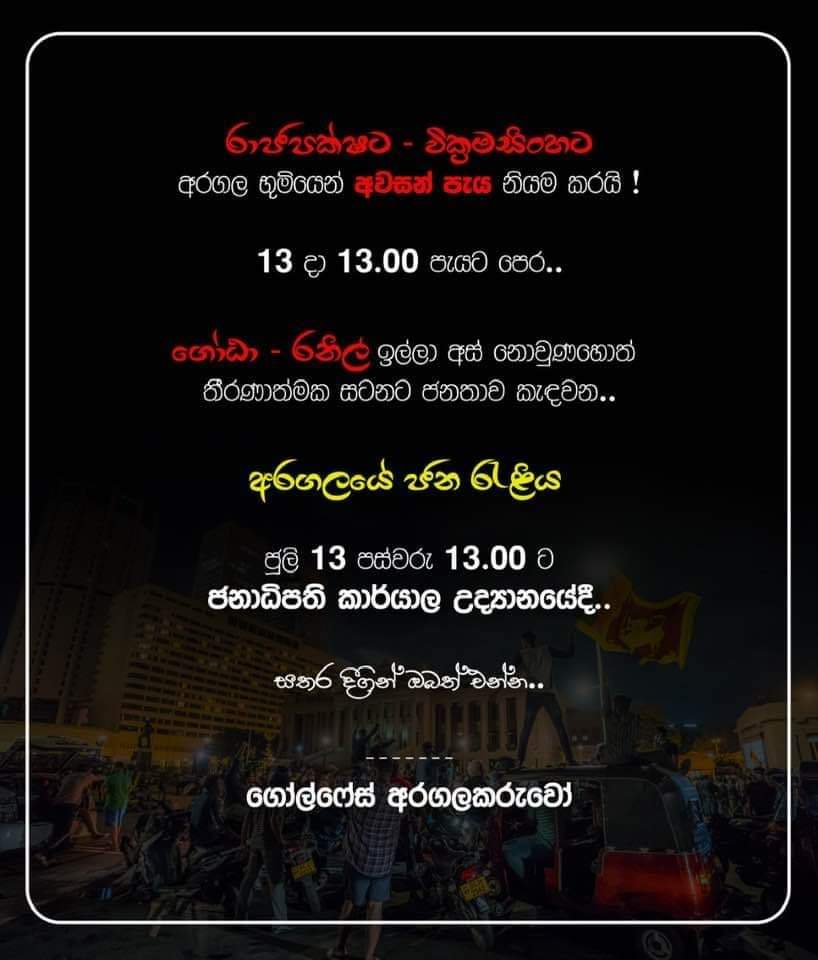 රාජපක්ෂට - වික්‍රමසිංහට
අරගල භූමියෙන් අවසන් පැය නියම කරයි !
13 දා 13.00 පැයට පෙර..
ගෝඨා - රනිල් ඉල්ලා අස් නොවුණහොත්
තීරණාත්මක සටනට ජනතාව කැඳවන..
අරගලයේ ජන රැළිය
ජුලි 13 පස්වරු 13.00 ට
ජනාධිපති කාර්යාල උද්‍යානයේදී..
සතර දිගින් ඔබත් එන්න..
-------
ගෝල්ෆේස් අරගලකරුවෝ